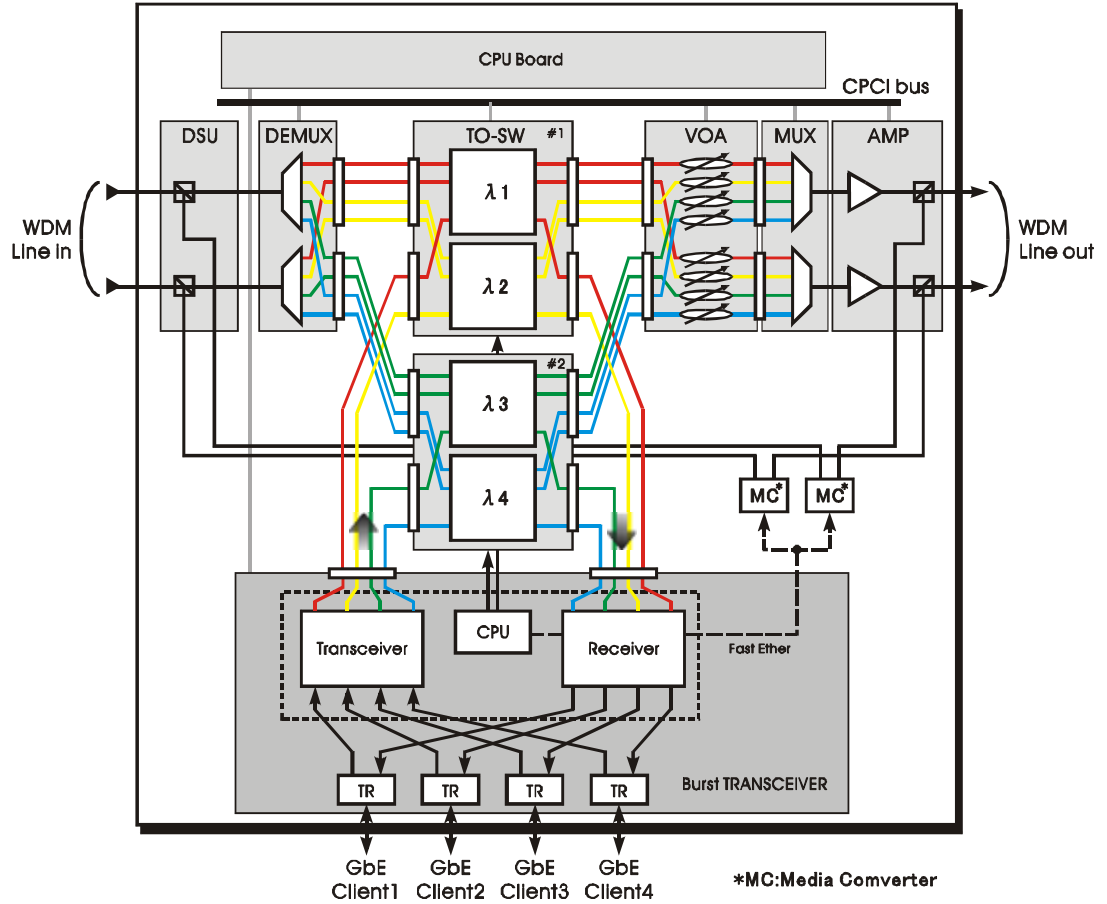 CPU Board
CPCI bus
DSU
DEMUX
TO-SW
#1
VOA
MUX
AMP
λ1
λ2
WDM
Line in
WDM
Line out
#2
λ3
λ4
MC*
MC*
Transceiver
CPU
Receiver
Fast Ether
TR
TR
TR
TR
Burst TRANSCEIVER
GbE
Client1
GbE
Client2
GbE
Client3
GbE
Client4
*MC:Media Comverter